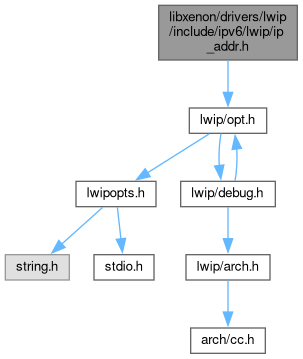 libxenon/drivers/lwip
/include/ipv6/lwip/ip
_addr.h
lwip/opt.h
lwipopts.h
lwip/debug.h
string.h
stdio.h
lwip/arch.h
arch/cc.h